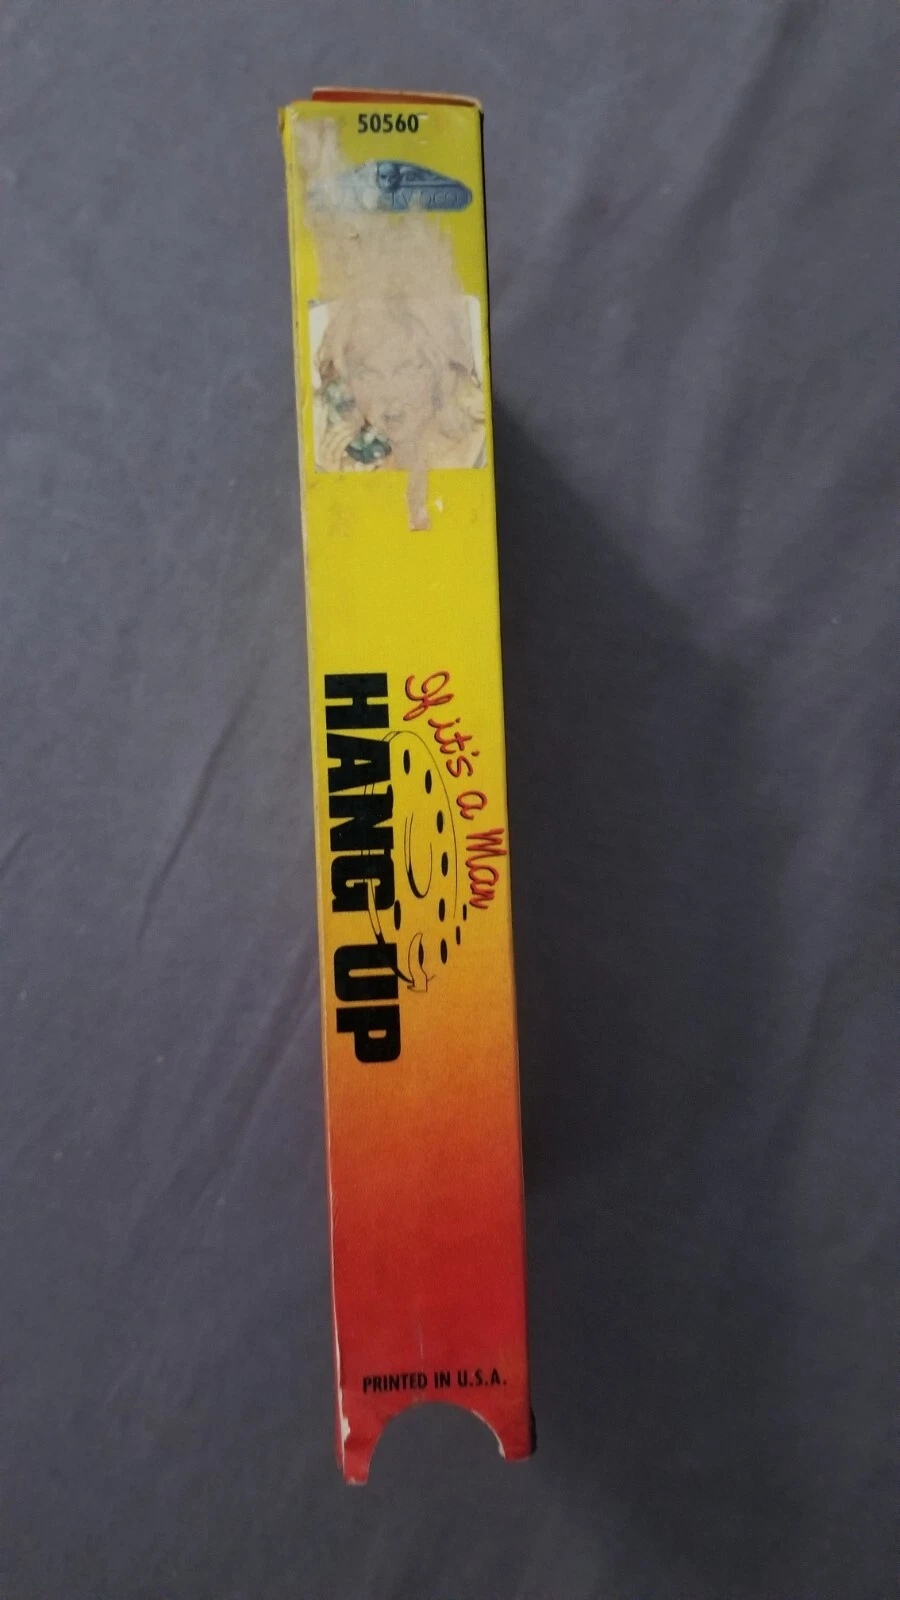 50560
If it's a Man
HANG UP
PRINTED IN U.S.A.